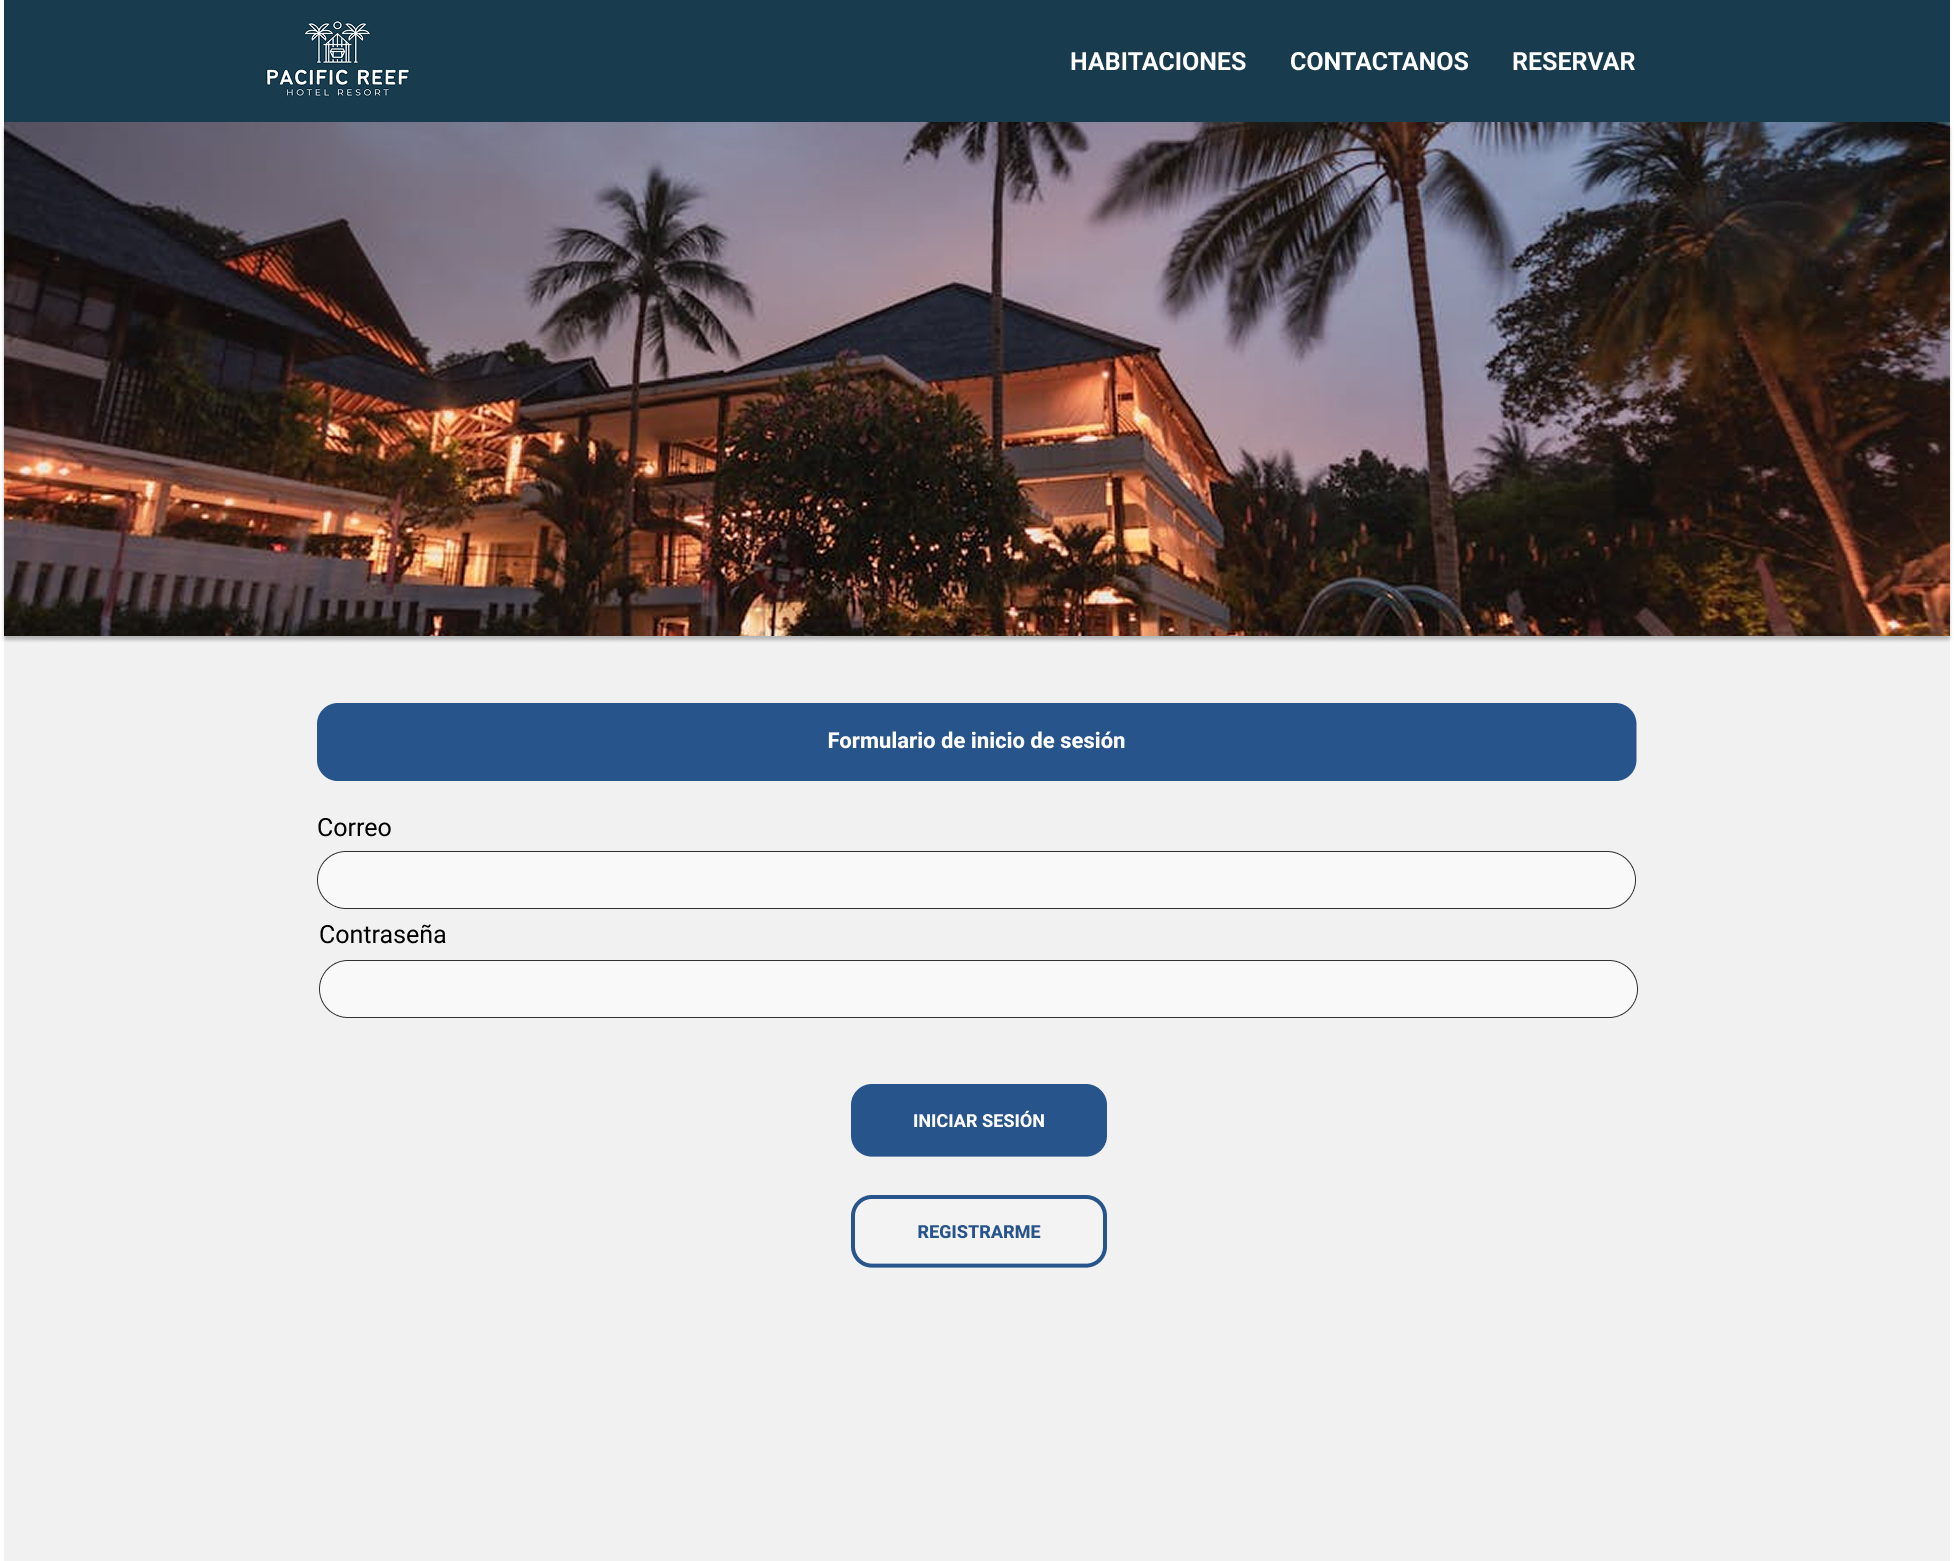 PACIFIC REEF
HOTEL RESORT
HABITACIONES CONTACTANOS RESERVAR
Formulario de inicio de sesión
Correo
Contraseña
INICIAR SESIÓN
REGISTRARME